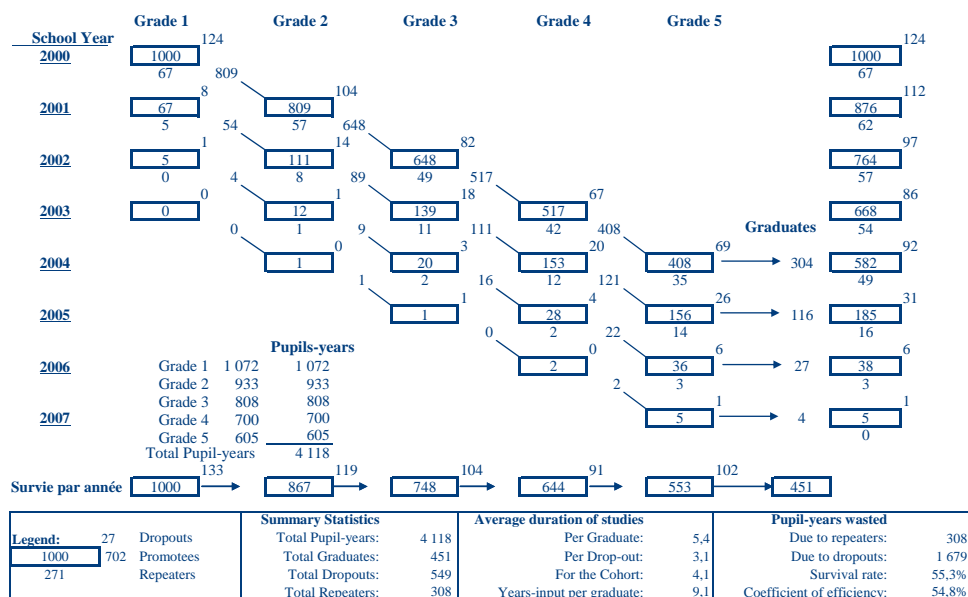 Grade 1 Grade 2 Grade 3 Grade 4 Grade 5
School Year 124 124
2000 1000 1000
67 809 67
8 104 112
2001 67 809 876
5 54 57 648 62
1 14 82 97
2002 5 111 648 764
0 4 8 89 49 517 57
0 1 18 67 86
2003 0 12 139 517 668
0 1 9 11 111 42 408 Graduates 54
0 3 20 69 92
2004 1 20 153 408 304 582
1 2 16 12 121 35 49
1 4 26 31
2005 1 28 156 116 185
0 2 22 14 16
Pupils-years 0 6 6
Grade 1 1 072 1 072 2 36 27 38
Grade 2 933 933 2 3 3
Grade 3 808 808 1 1
2007 Grade 4 700 700 5 4 5
Grade 5 605 605 0
Total Pupil-years 4 118
2006
133 119 104 91 102
Survie par année 1000 867 748 644 553 451
Summary Statistics Average duration of studies Pupil-years wasted
Legend: 27 Dropouts Total Pupil-years: 4 118 Per Graduate: 5,4 Due to repeaters: 308
1000 702 Promotees Total Graduates: 451 Per Drop-out: 3,1 Due to dropouts: 1 679
271 Repeaters Total Dropouts: 549 For the Cohort: 4,1 Survival rate: 55,3%
Total Repeaters: 308 Years-input per graduate: 9,1 Coefficient of efficiency: 54,8%